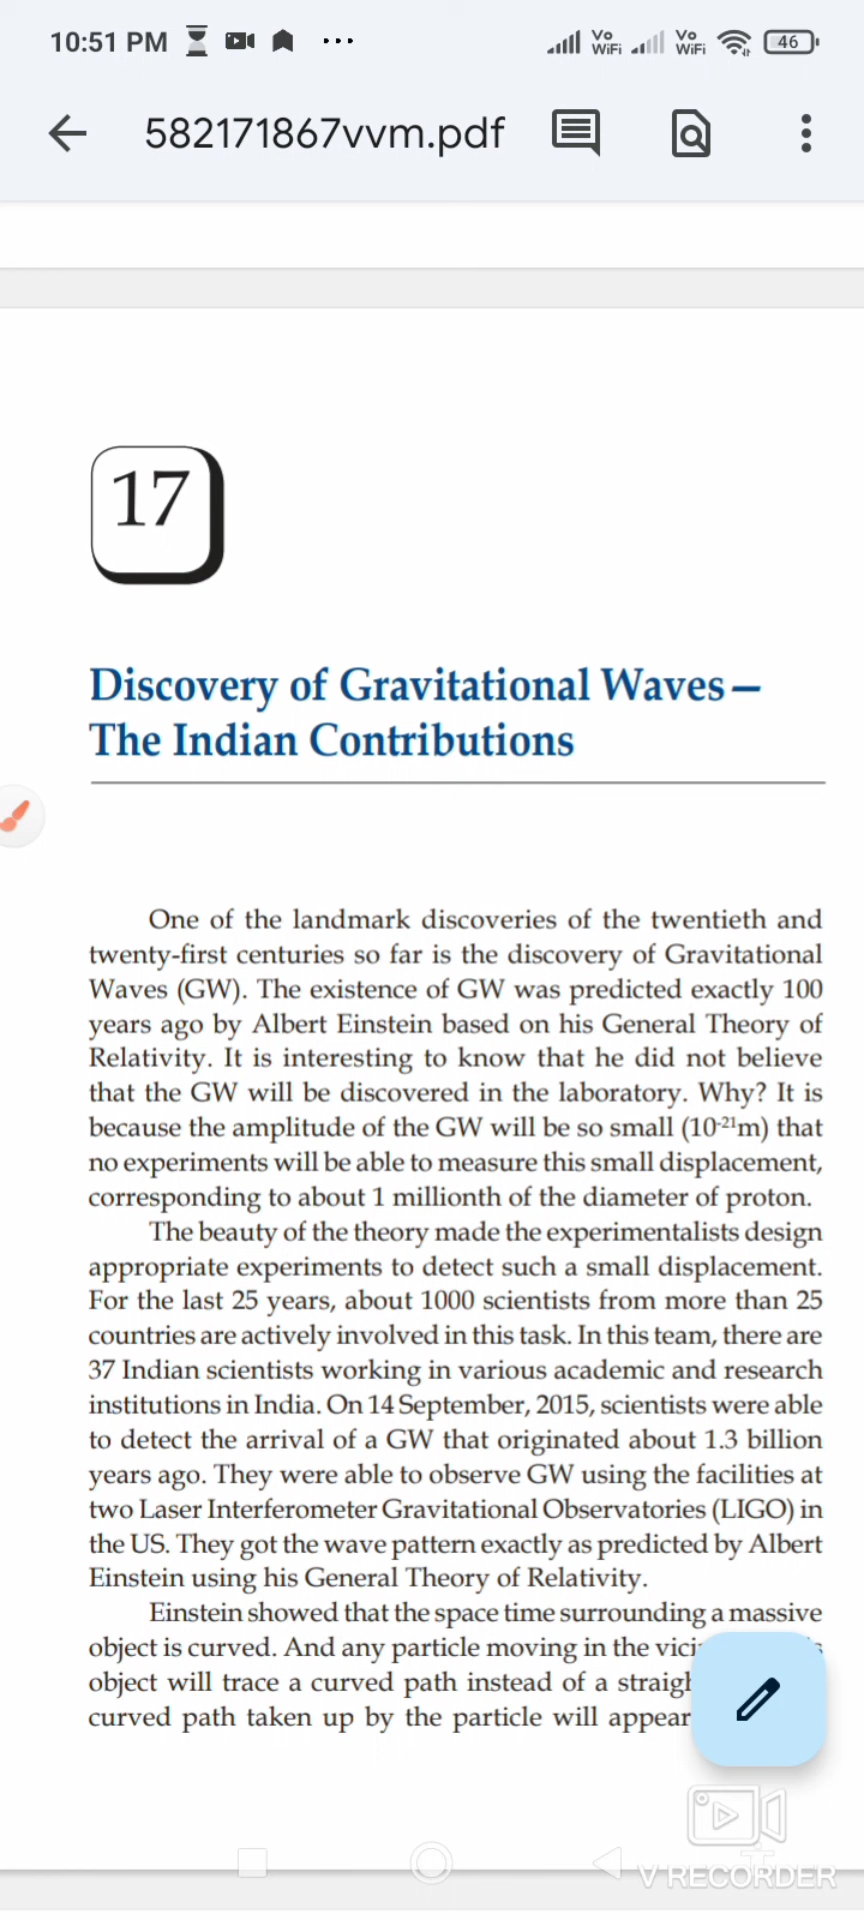 10:51 PM
Vo WiFi
Vo WiFi
46
582171867vvm.pdf
17
Discovery of Gravitational Waves—
The Indian Contributions
One of the landmark discoveries of the twentieth and
twenty-first centuries so far is the discovery of Gravitational
Waves (GW). The existence of GW was predicted exactly 100
years ago by Albert Einstein based on his General Theory of
Relativity. It is interesting to know that he did not believe
that the GW will be discovered in the laboratory. Why? It is
because the amplitude of the GW will be so small (10⁻²¹m) that
no experiments will be able to measure this small displacement,
corresponding to about 1 millionth of the diameter of proton.
The beauty of the theory made the experimentalists design
appropriate experiments to detect such a small displacement.
For the last 25 years, about 1000 scientists from more than 25
countries are actively involved in this task. In this team, there are
37 Indian scientists working in various academic and research
institutions in India. On 14 September, 2015, scientists were able
to detect the arrival of a GW that originated about 1.3 billion
years ago. They were able to observe GW using the facilities at
two Laser Interferometer Gravitational Observatories (LIGO) in
the US. They got the wave pattern exactly as predicted by Albert
Einstein using his General Theory of Relativity.
Einstein showed that the space time surrounding a massive
object is curved. And any particle moving in the
object will trace a curved path instead of a
curved path taken up by the particle will appear
V RECORDER